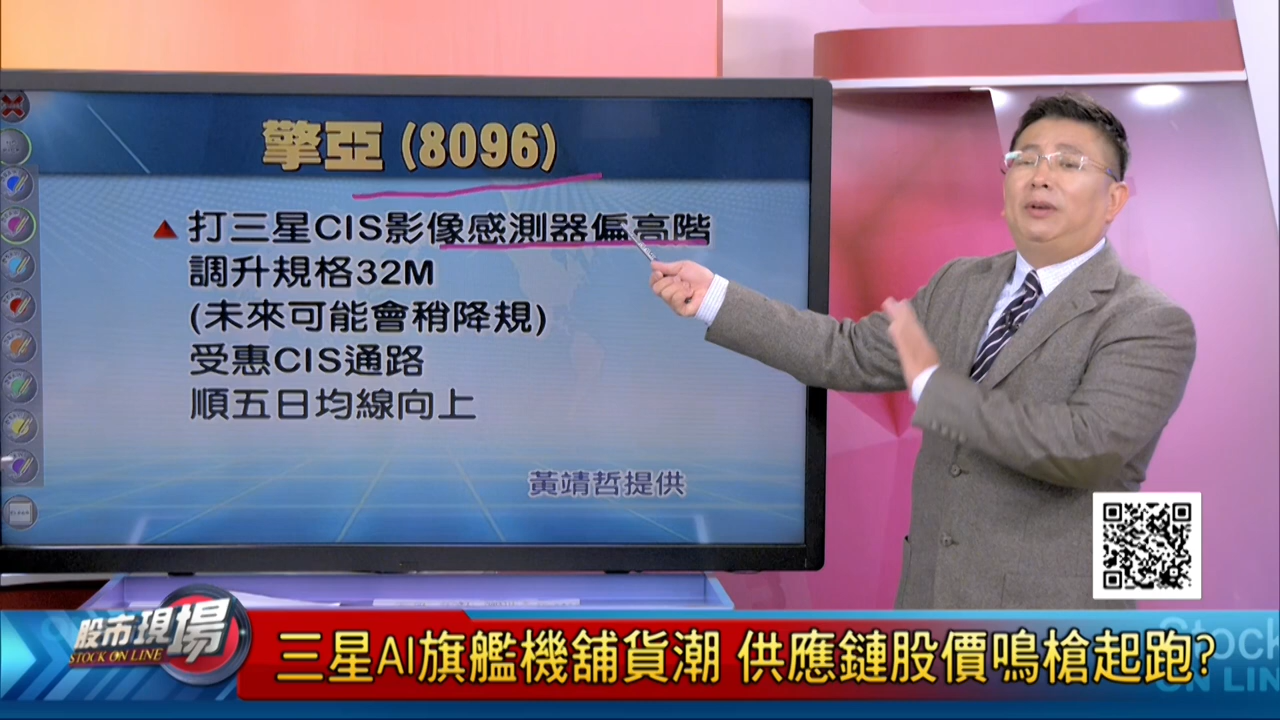 擎亞 (8096)
▲打三星CIS影像感測器偏高階
調升規格32M
(未來可能會稍降規)
受惠CIS通路
順五日均線向上
黃靖哲提供
股市現場
STOCK ON LINE
三星AI旗艦機舖貨潮 供應鏈股價鳴槍起跑?
Stock
ON LIN